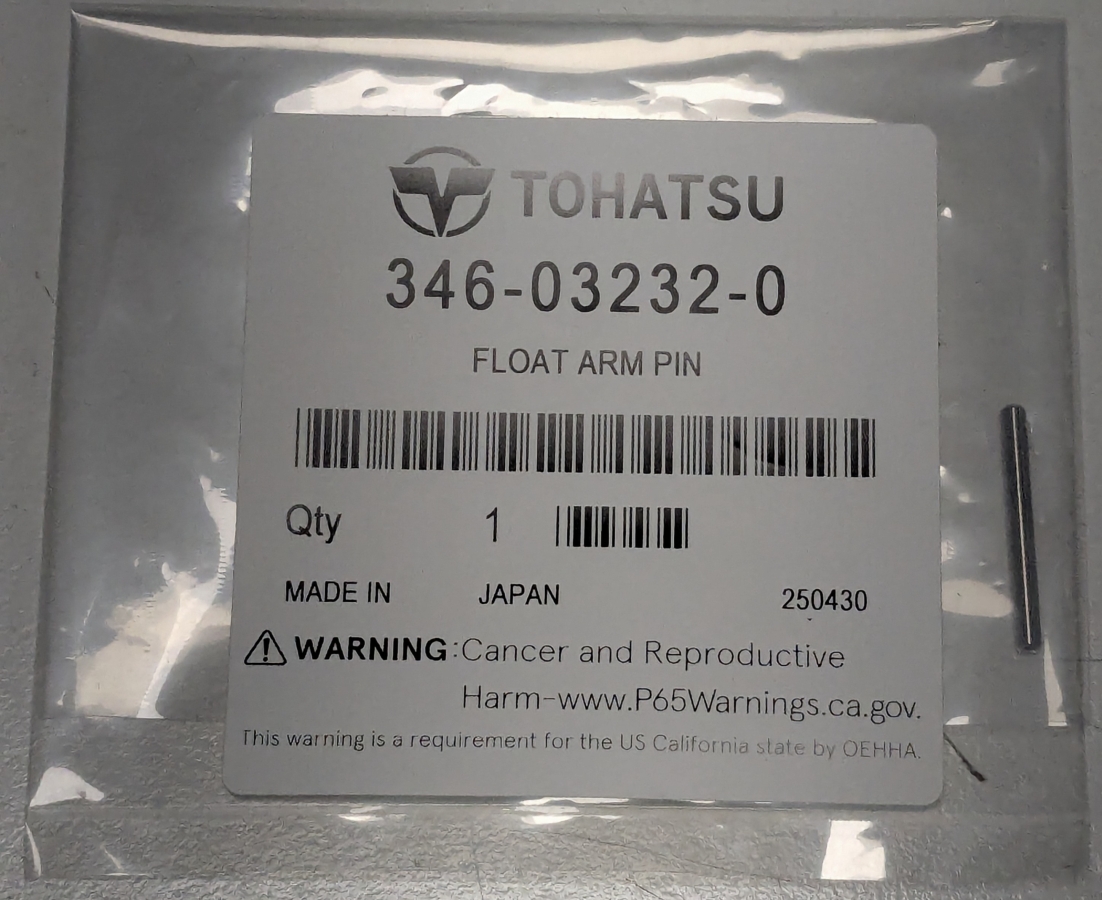 TOHATSU
346-03232-0
FLOAT ARM PIN
Qty 1
MADE IN JAPAN 250430
WARNING:Cancer and Reproductive
Harm-www.P65Warnings.ca.gov.
This warning is a requirement for the US California state by OEHHA.